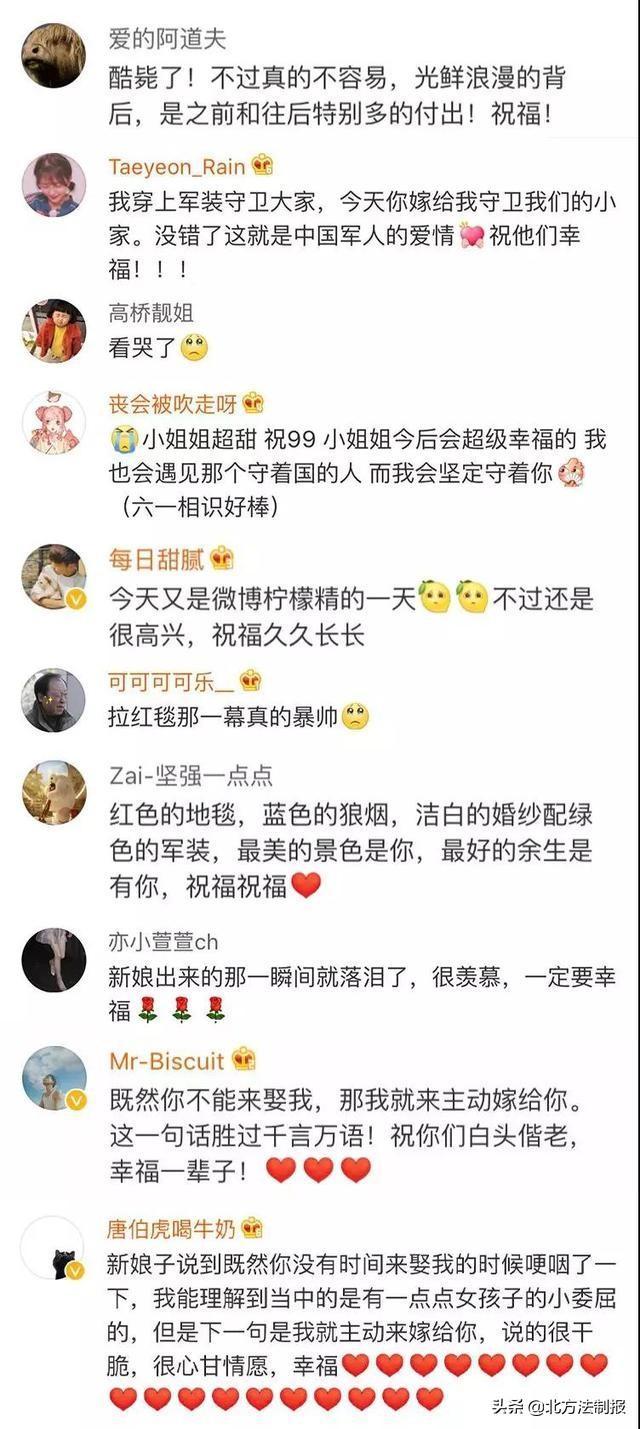 爱的阿道夫
酷毙了！不过真的不容易，光鲜浪漫的背
后，是之前和往后特别多的付出！祝福！
Taeyeon_Rain
我穿上军装守卫大家，今天你嫁给我守卫我们的小
家。没错了这就是中国军人的爱情💘祝他们幸
福！！！
高桥靓姐
看哭了🥺
丧会被吹走呀
😭小姐姐超甜 祝99 小姐姐今后会超级幸福的 我
也会遇见那个守着国的人 而我会坚定守着你
（六一相识好棒）
每日甜腻
今天又是微博柠檬精的一天🍋🍋不过还是
很高兴，祝福久久长长
可可可可乐__
拉红毯那一幕真的暴帅🥺
Zai-坚强一点点
红色的地毯，蓝色的狼烟，洁白的婚纱配绿
色的军装，最美的景色是你，最好的余生是
有你，祝福祝福❤️
亦小萱萱ch
新娘出来的那一瞬间就落泪了，很羡慕，一定要幸
福🌹🌹🌹
Mr-Biscuit
既然你不能来娶我，那我就来主动嫁给你。
这一句话胜过千言万语！祝你们白头偕老，
幸福一辈子！❤️❤️❤️
唐伯虎喝牛奶
新娘子说到既然你没有时间来娶我的时候哽咽了一
下，我能理解到当中的是有一点点女孩子的小委屈
的，但是下一句是我就主动来嫁给你，说的很干
脆，很心甘情愿，幸福❤️❤️❤️❤️❤️❤️❤️❤️
❤️❤️❤️❤️❤️❤️❤️❤️❤️❤️
头条 @北方法制报